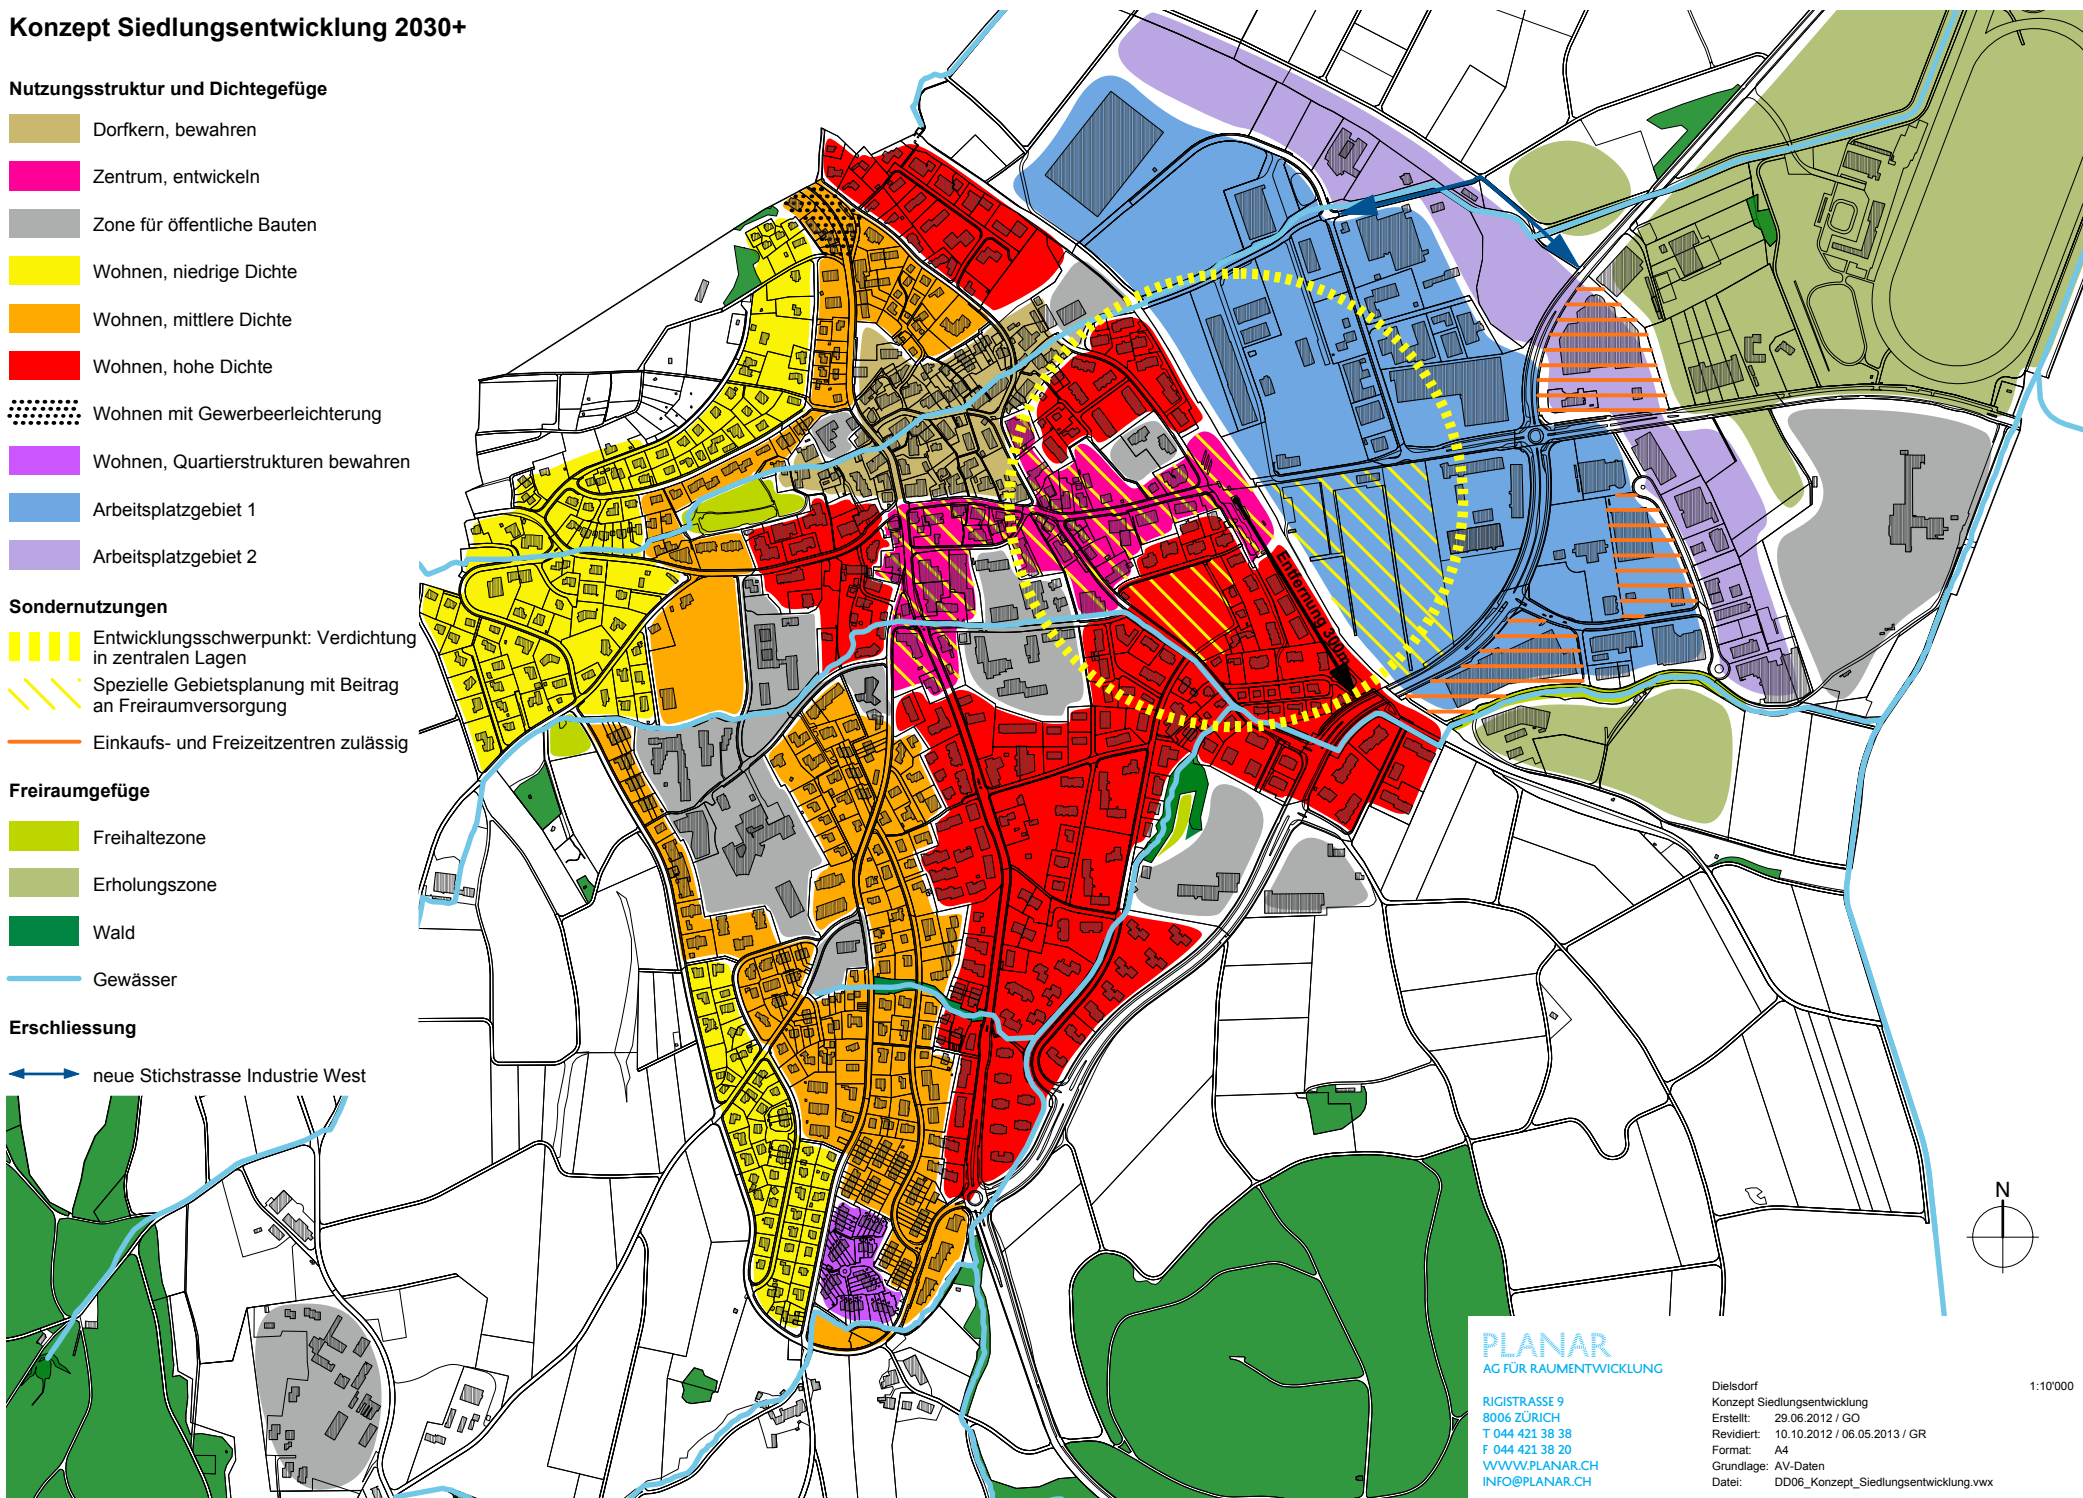 Konzept Siedlungsentwicklung 2030+
Nutzungsstruktur und Dichtegefüge
Dorfkern, bewahren
Zentrum, entwickeln
Zone für öffentliche Bauten
Wohnen, niedrige Dichte
Wohnen, mittlere Dichte
Wohnen, hohe Dichte
Wohnen mit Gewerbeerleichterung
Wohnen, Quartierstrukturen bewahren
Arbeitsplatzgebiet 1
Arbeitsplatzgebiet 2
Sondernutzungen
Entwicklungsschwerpunkt: Verdichtung
in zentralen Lagen
Spezielle Gebietsplanung mit Beitrag
an Freiraumversorgung
Einkaufs- und Freizeitzentren zulässig
Freiraumgefüge
Freihaltezone
Erholungszone
Wald
Gewässer
Erschliessung
neue Stichstrasse Industrie West
Entfernung 300m
N
PLANAR
AG FÜR RAUMENTWICKLUNG
RIGISTRASSE 9
8006 ZÜRICH
T 044 421 38 38
F 044 421 38 20
WWW.PLANAR.CH
INFO@PLANAR.CH
Dielsdorf 1:10'000
Konzept Siedlungsentwicklung
Erstellt: 29.06.2012 / GO
Revidiert: 10.10.2012 / 06.05.2013 / GR
Format: A4
Grundlage: AV-Daten
Datei: DD06_Konzept_Siedlungsentwicklung.vwx